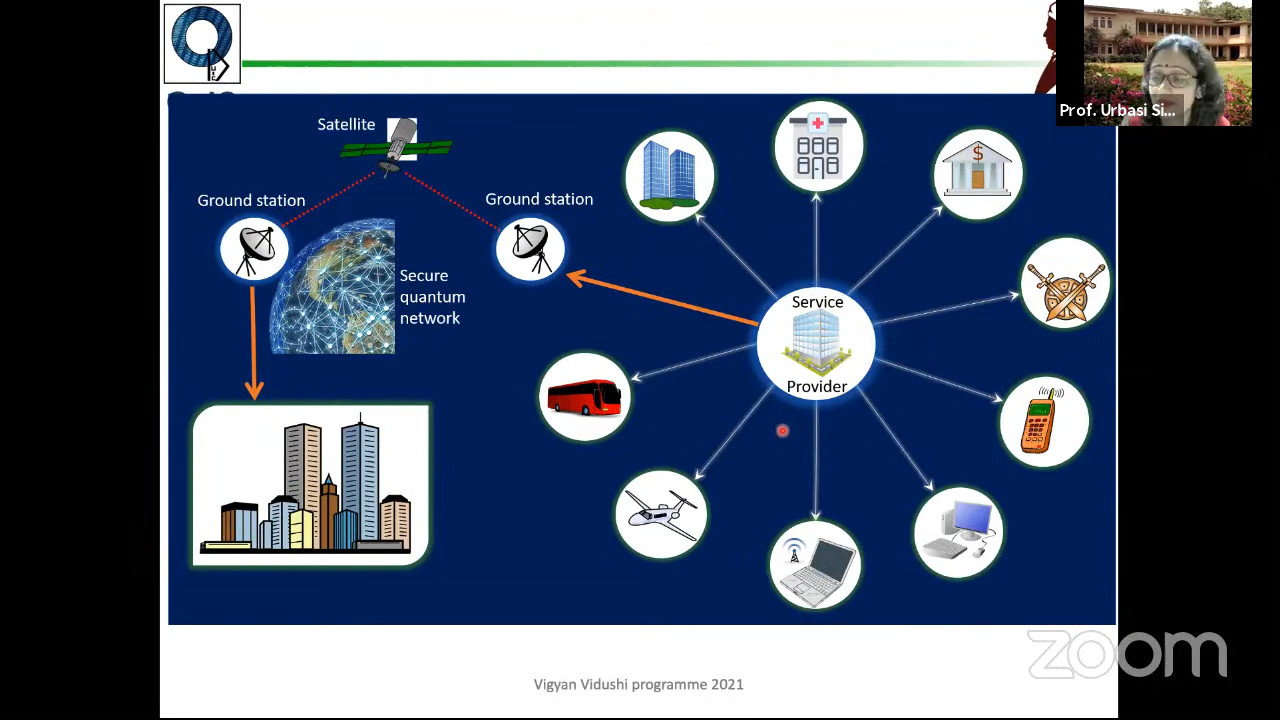 Prof. Urbasi Si...
Satellite
Ground station
Ground station
Secure
quantum
network
$
Service
Provider
Vigyan Vidushi programme 2021
zoom